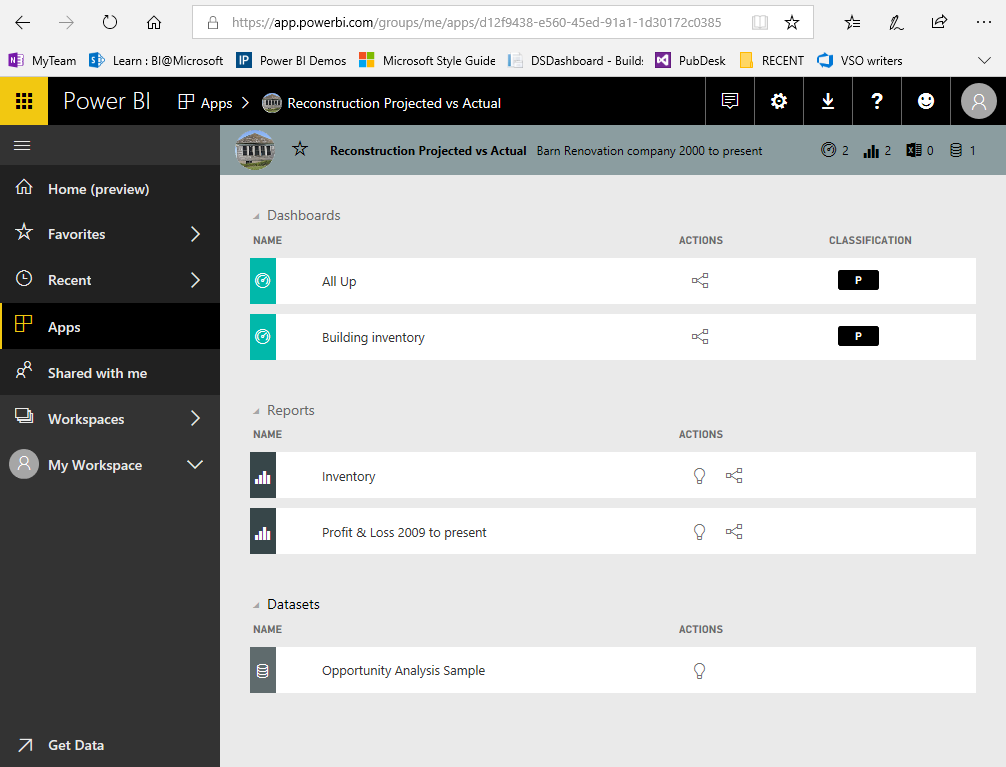 https://app.powerbi.com/groups/me/apps/d12f9438-e560-45ed-91a1-1d30172c0385
MyTeam Learn : BI@Microsoft Power BI Demos Microsoft Style Guide DSDashboard - Builds PubDesk RECENT VSO writers
Power BI Apps Reconstruction Projected vs Actual
Reconstruction Projected vs Actual Barn Renovation company 2000 to present 2 2 0 1
Home (preview)
Favorites
Recent
Apps
Shared with me
Workspaces
My Workspace
Get Data
Dashboards
NAME ACTIONS CLASSIFICATION
All Up P
Building inventory P
Reports
NAME ACTIONS
Inventory
Profit & Loss 2009 to present
Datasets
NAME ACTIONS
Opportunity Analysis Sample